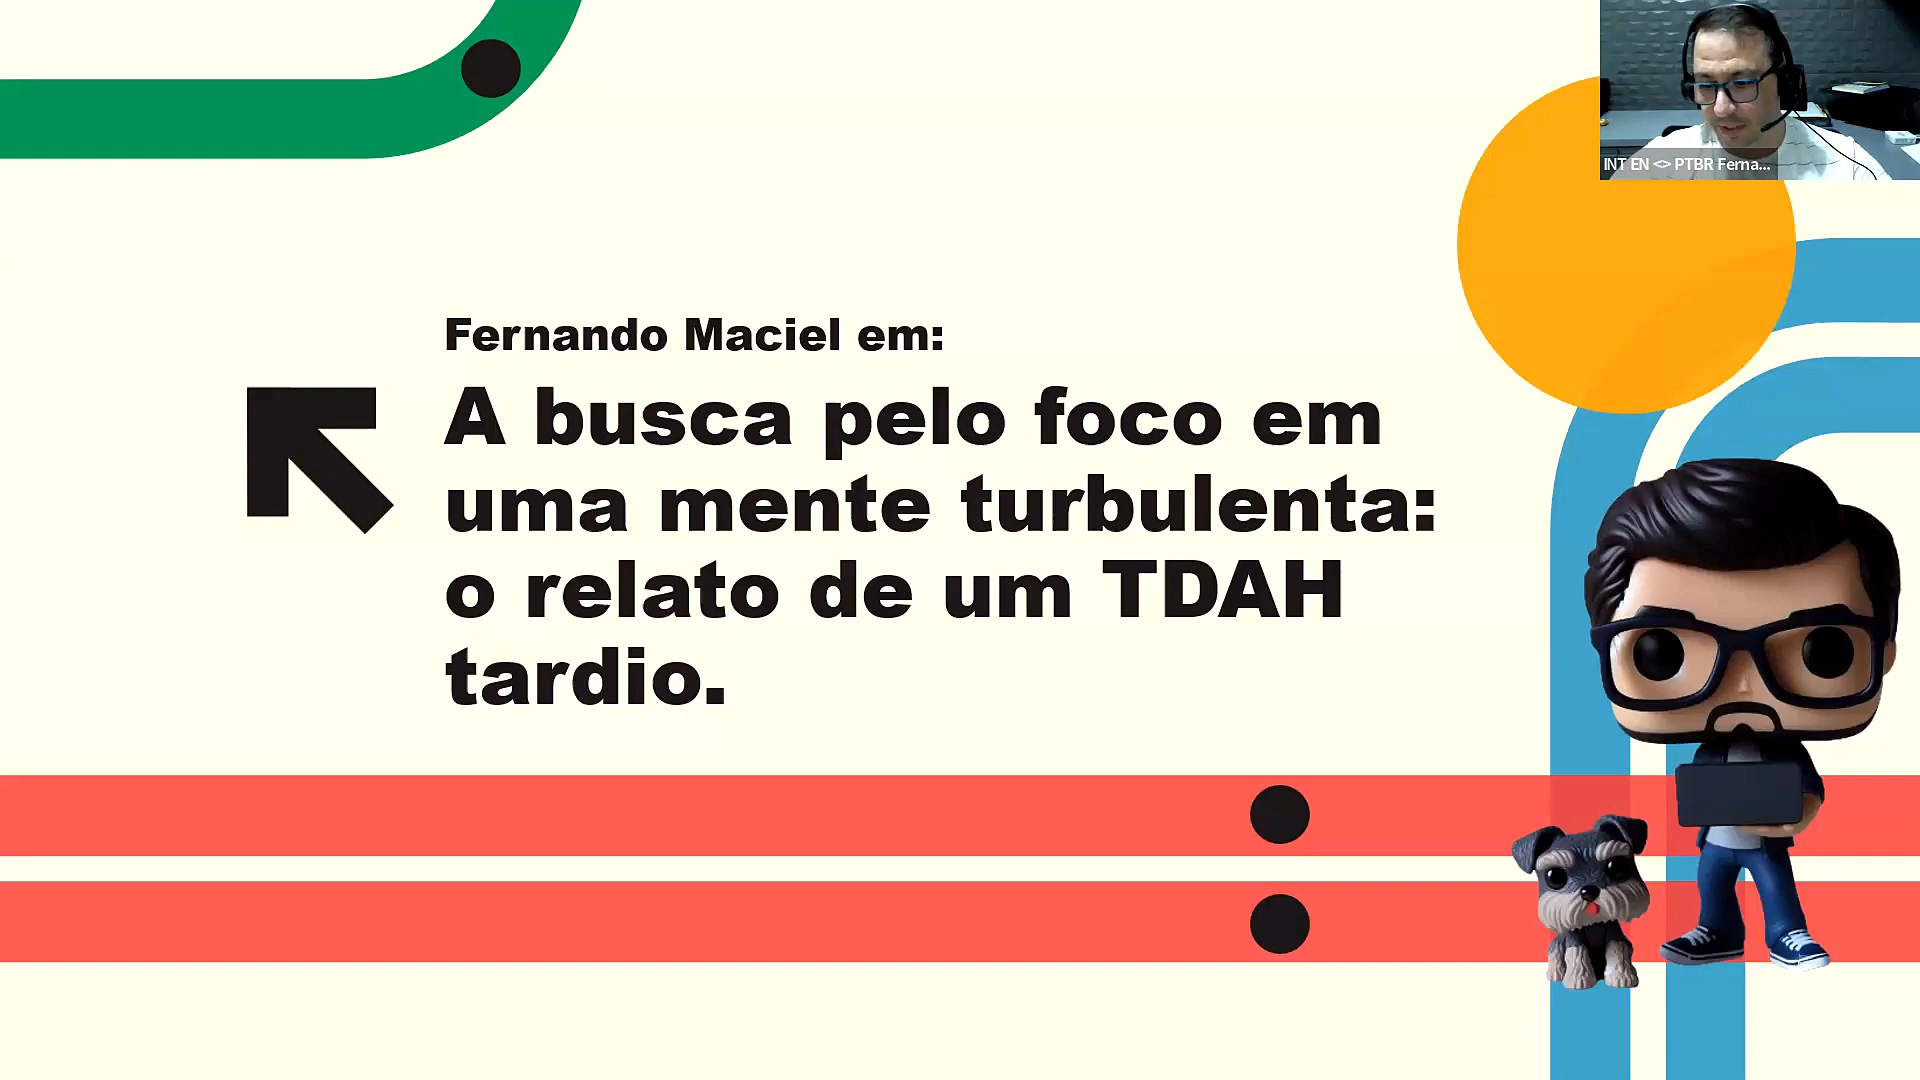 INT EN <> PTBR Ferna...
Fernando Maciel em:
A busca pelo foco em
uma mente turbulenta:
o relato de um TDAH
tardio.